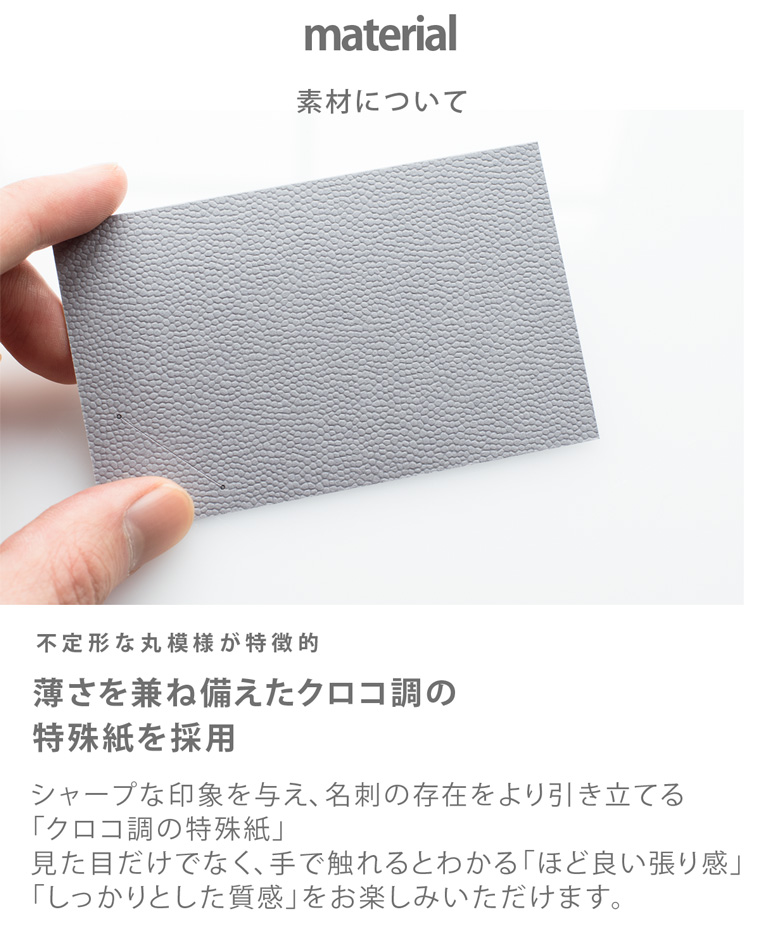 material
素材について
不定形な丸模様が特徴的
薄さを兼ね備えたクロコ調の
特殊紙を採用
シャープな印象を与え、名刺の存在をより引き立てる
「クロコ調の特殊紙」
見た目だけでなく、手で触れるとわかる「ほど良い張り感」
「しっかりとした質感」をお楽しみいただけます。